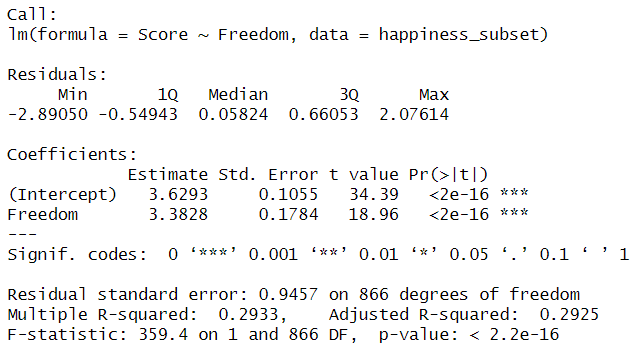 Call:
lm(formula = Score ~ Freedom, data = happiness_subset)
Residuals:
Min 1Q Median 3Q Max
-2.89050 -0.54943 0.05824 0.66053 2.07614
Coefficients:
Estimate Std. Error t value Pr(>|t|)
(Intercept) 3.6293 0.1055 34.39 <2e-16 ***
Freedom 3.3828 0.1784 18.96 <2e-16 ***
---
Signif. codes: 0 ‘***’ 0.001 ‘**’ 0.01 ‘*’ 0.05 ‘.’ 0.1 ‘ ’ 1
Residual standard error: 0.9457 on 866 degrees of freedom
Multiple R-squared: 0.2933, Adjusted R-squared: 0.2925
F-statistic: 359.4 on 1 and 866 DF, p-value: < 2.2e-16